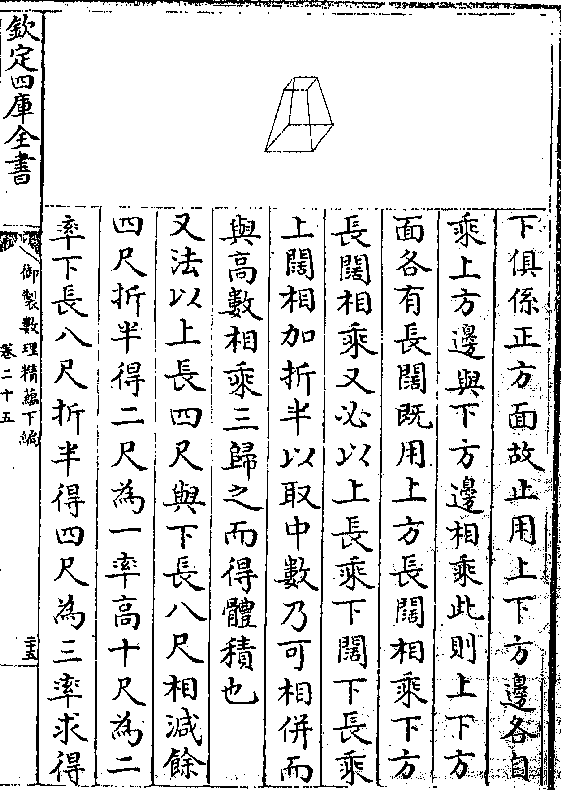 下俱係正方面故止用上下方邊各自
乘上方邊與下方邊相乘此則上下方
面各有長闊既用上方長闊相乘下方
長闊相乘又必以上長乘下闊下長乘
上闊相加折半以取中數乃可相併而
與高數相乘三歸之而得體積也
又法以上長四尺與下長八尺相減餘
四尺折半得二尺為一率高十尺為二
率下長八尺折半得四尺為三率求得
欽定四庫全書
御製數理精蘊下編
卷二十五